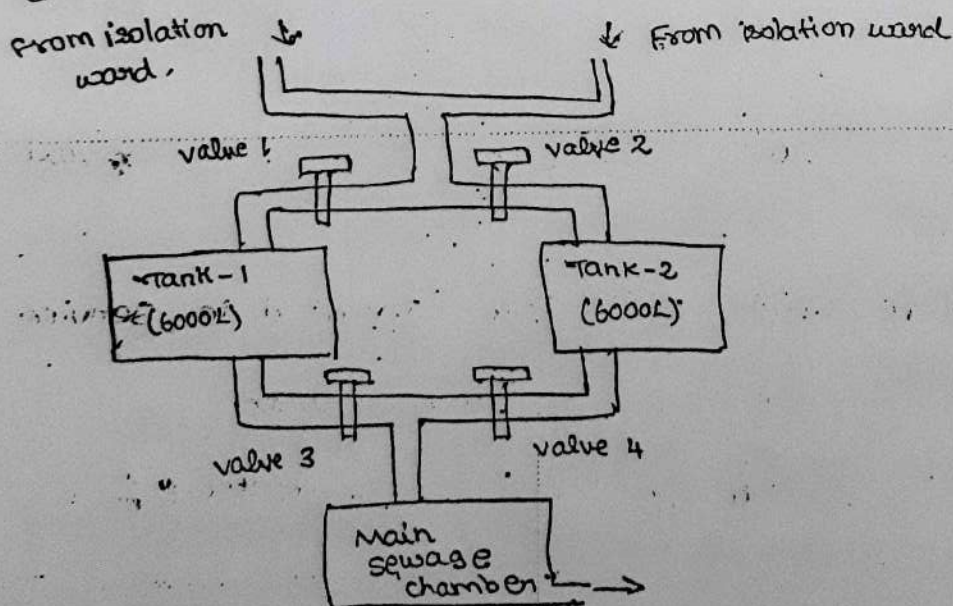 From isolation
ward.
From isolation ward
valve 1
valve 2
Tank-1
(6000L)
Tank-2
(6000L)
valve 3
valve 4
Main
sewage
chamber